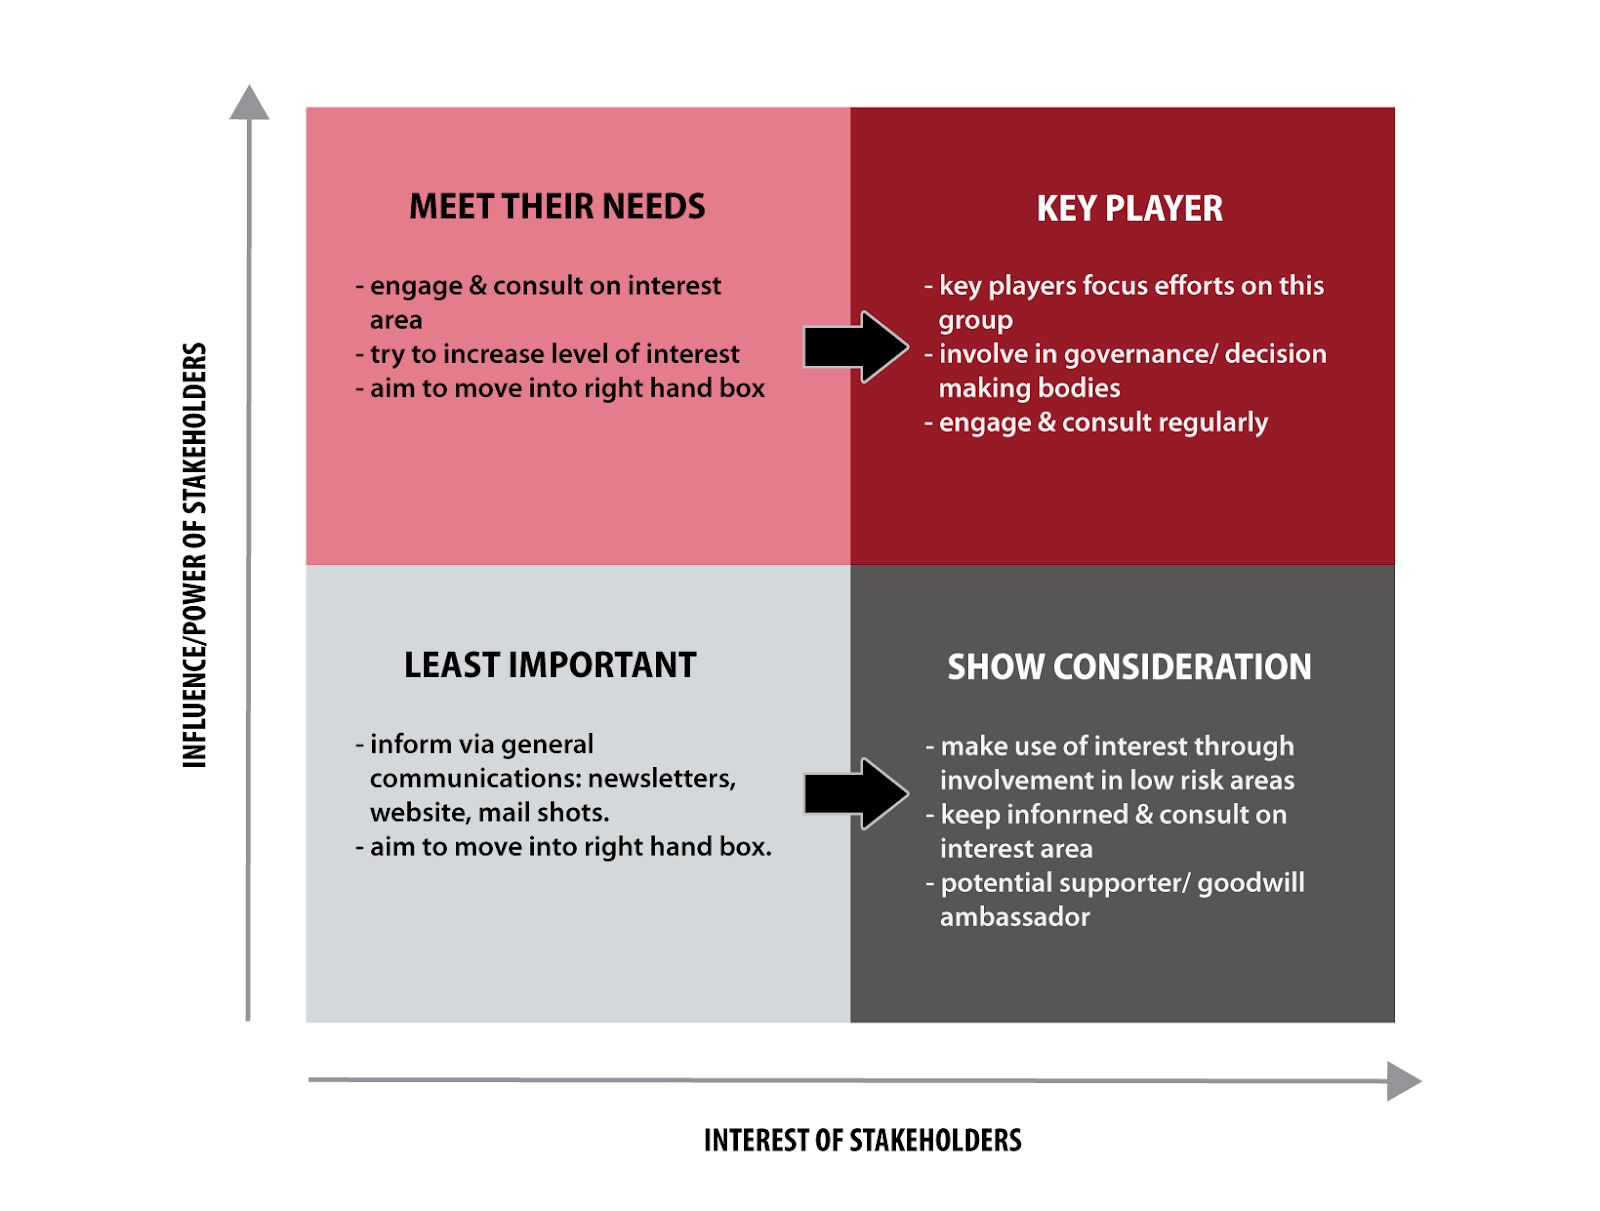 INFLUENCE/POWER OF STAKEHOLDERS
MEET THEIR NEEDS
- engage & consult on interest
area
- try to increase level of interest
- aim to move into right hand box
KEY PLAYER
- key players focus efforts on this
group
- involve in governance/ decision
making bodies
- engage & consult regularly
LEAST IMPORTANT
- inform via general
communications: newsletters,
website, mail shots.
- aim to move into right hand box.
SHOW CONSIDERATION
- make use of interest through
involvement in low risk areas
- keep infonrned & consult on
interest area
- potential supporter/ goodwill
ambassador
INTEREST OF STAKEHOLDERS